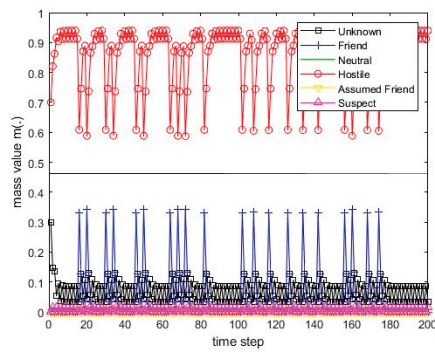 mass value m(.)
1
0.9
0.8
0.7
0.6
0.5
0.4
0.3
0.2
0.1
0
Unknown
Friend
Neutral
Hostile
Assumed Friend
Suspect
0 20 40 60 80 100 120 140 160 180 200
time step